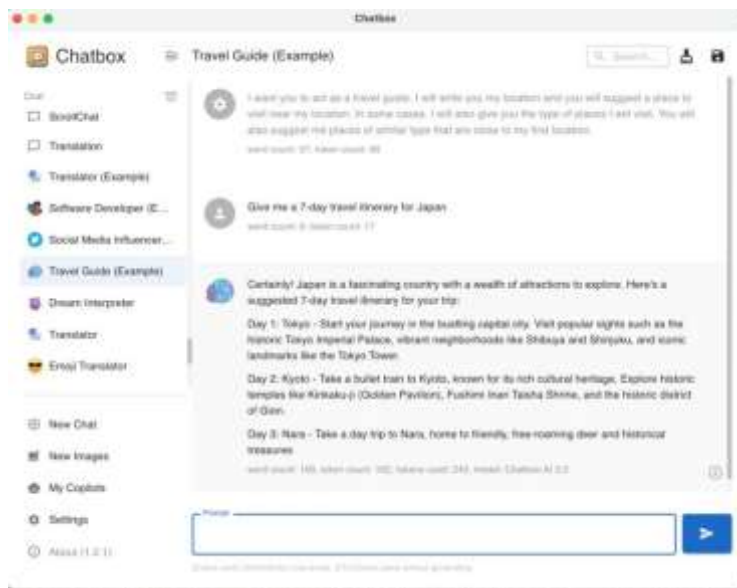 Chatbox
Chatbox
Travel Guide (Example)
Search...
Chat
ScrollChat
Translation
Translator (Example)
Software Developer (E...
Social Media Influencer...
Travel Guide (Example)
Dream Interpreter
Translator
Emoji Translator
New Chat
New Images
My Copilots
Settings
About
I want you to act as a travel guide. I will write you my location and you will suggest a place to
visit near my location. In some cases, I will also give you the type of places I will visit. You will
also suggest me places of similar type that are close to my first location.
Give me a 7-day travel itinerary for Japan
Certainly! Japan is a fascinating country with a wealth of attractions to explore. Here's a
suggested 7-day travel itinerary for your trip:
Day 1: Tokyo - Start your journey in the bustling capital city. Visit popular sights such as the
historic Tokyo Imperial Palace, vibrant neighborhoods like Shibuya and Shinjuku, and iconic
landmarks like the Tokyo Tower.
Day 2: Kyoto - Take a bullet train to Kyoto, known for its rich cultural heritage. Explore historic
temples like Kinkaku-ji (Golden Pavilion), Fushimi Inari Taisha Shrine, and the historic district
of Gion.
Day 3: Nara - Take a day trip to Nara, home to friendly, free-roaming deer and historical
treasures
Prompt